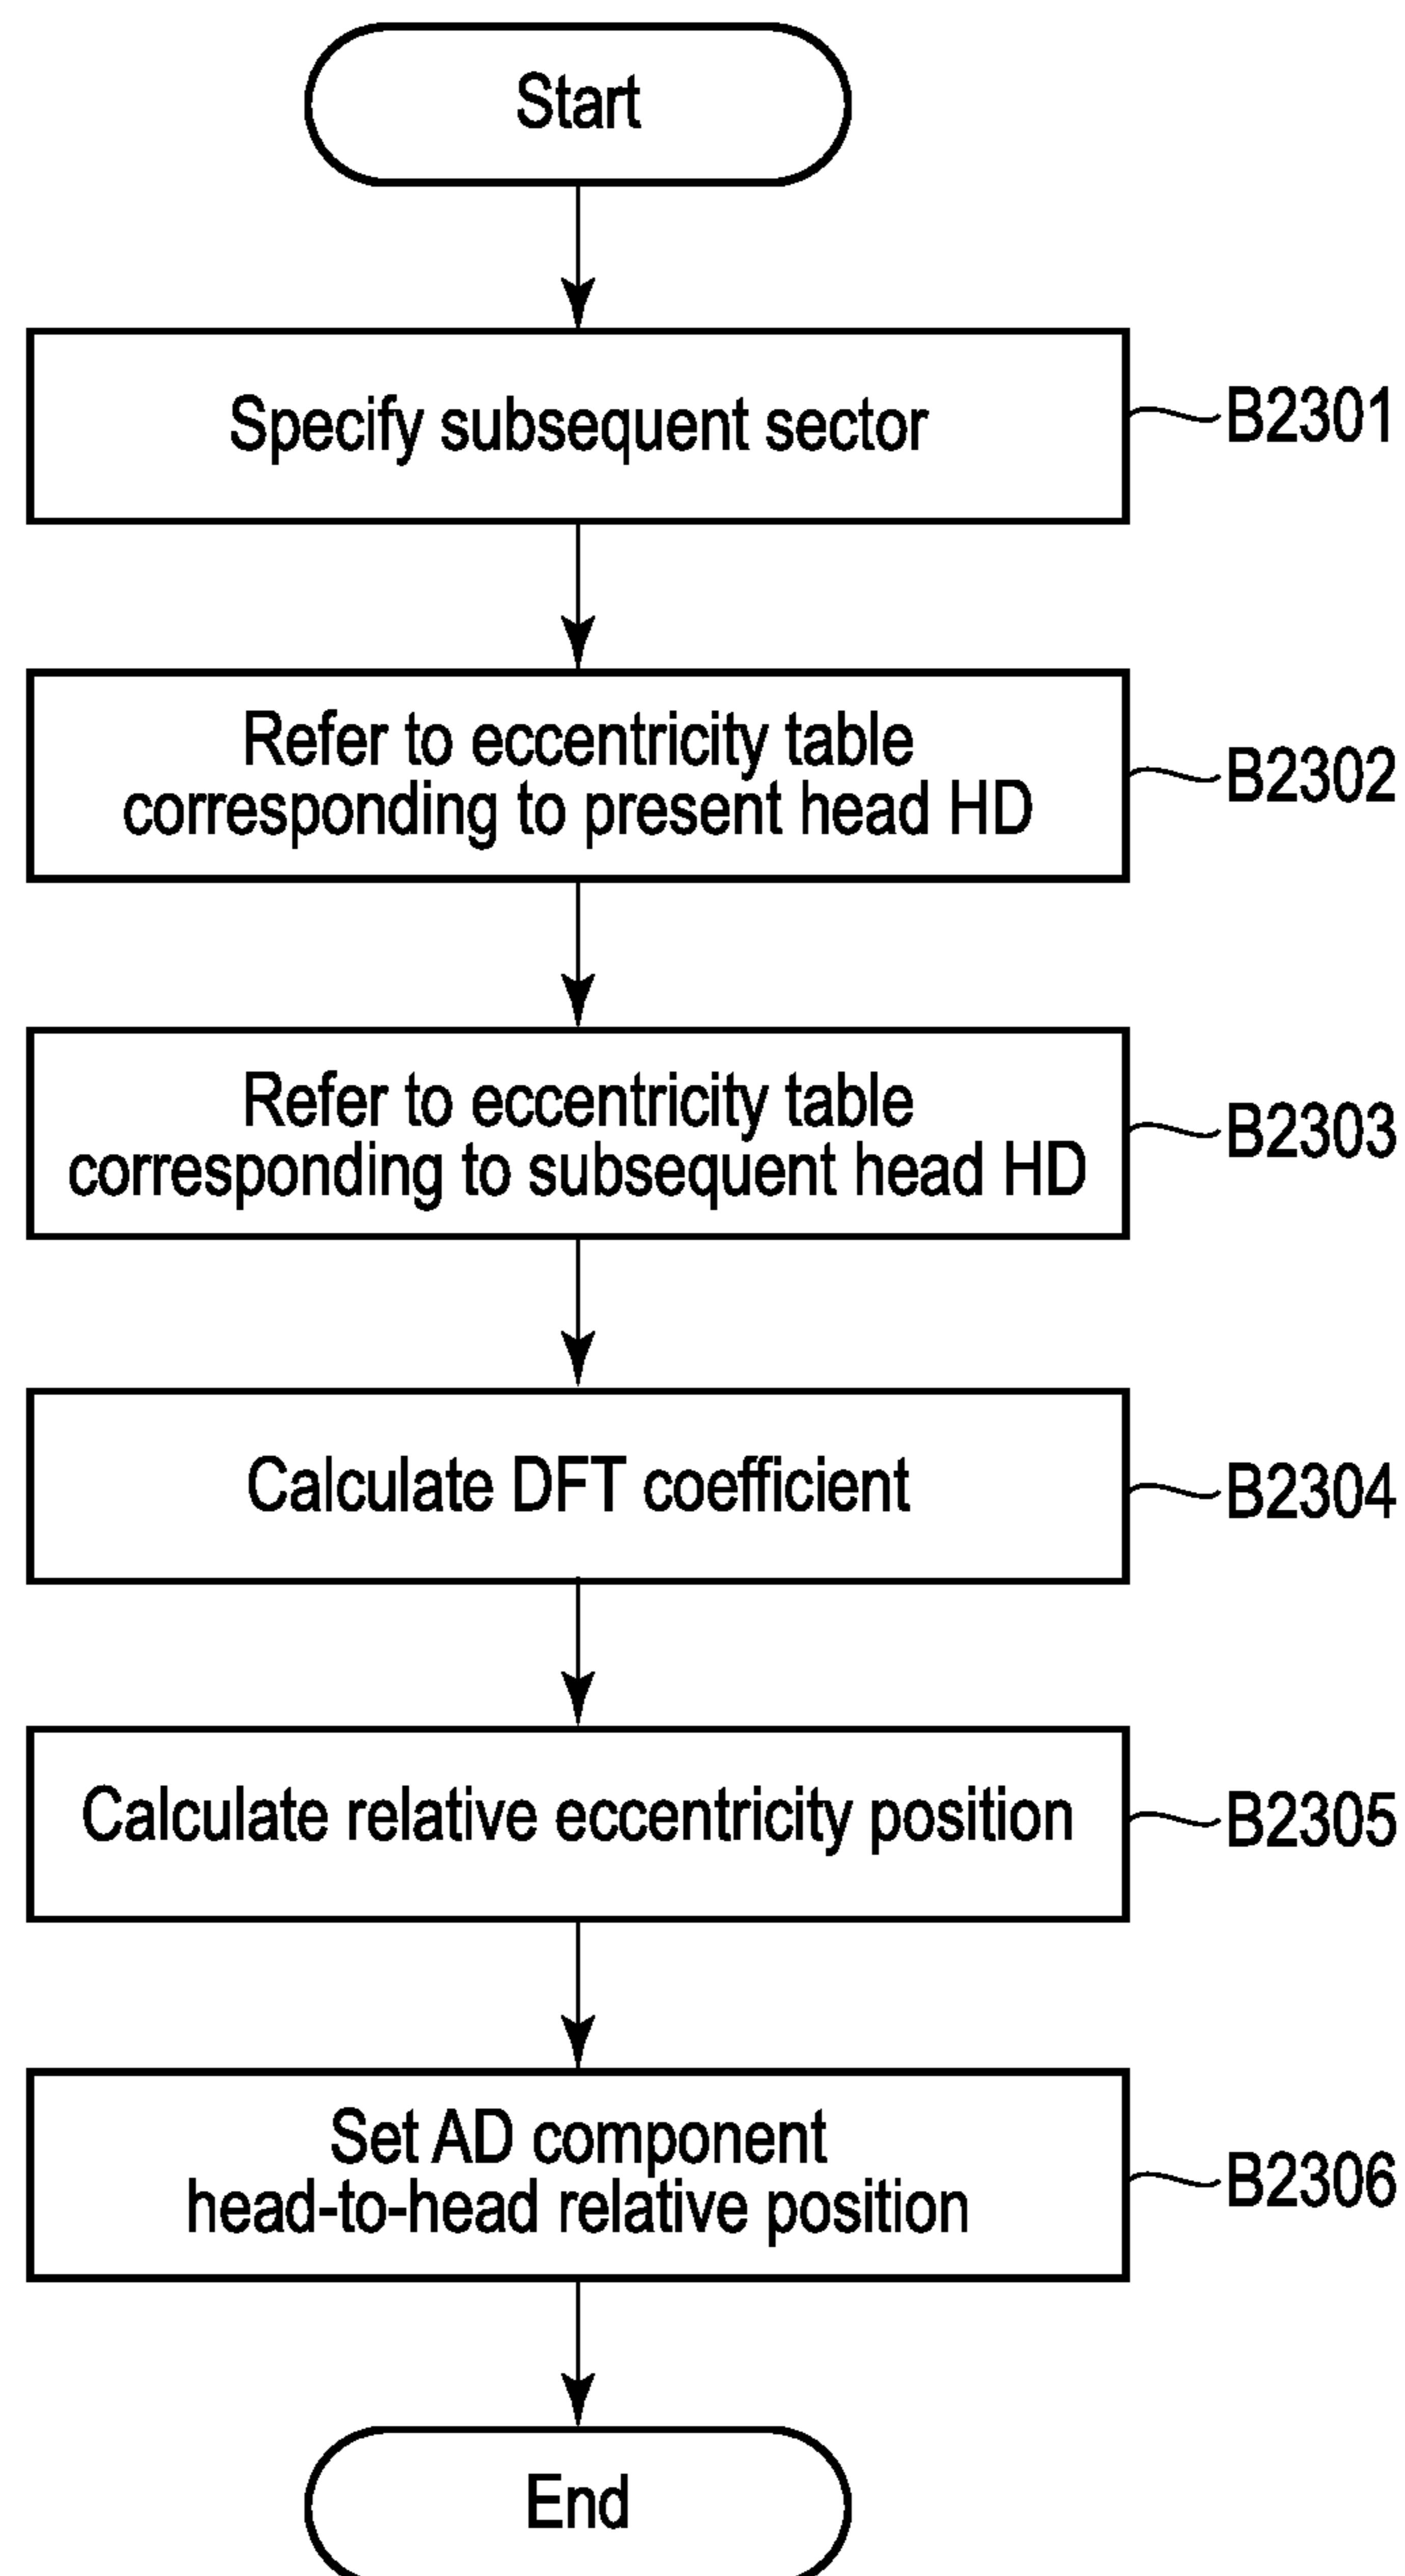 Start
Specify subsequent sector
B2301
Refer to eccentricity table
corresponding to present head HD
B2302
Refer to eccentricity table
corresponding to subsequent head HD
B2303
Calculate DFT coefficient
B2304
Calculate relative eccentricity position
B2305
Set AD component
head-to-head relative position
B2306
End